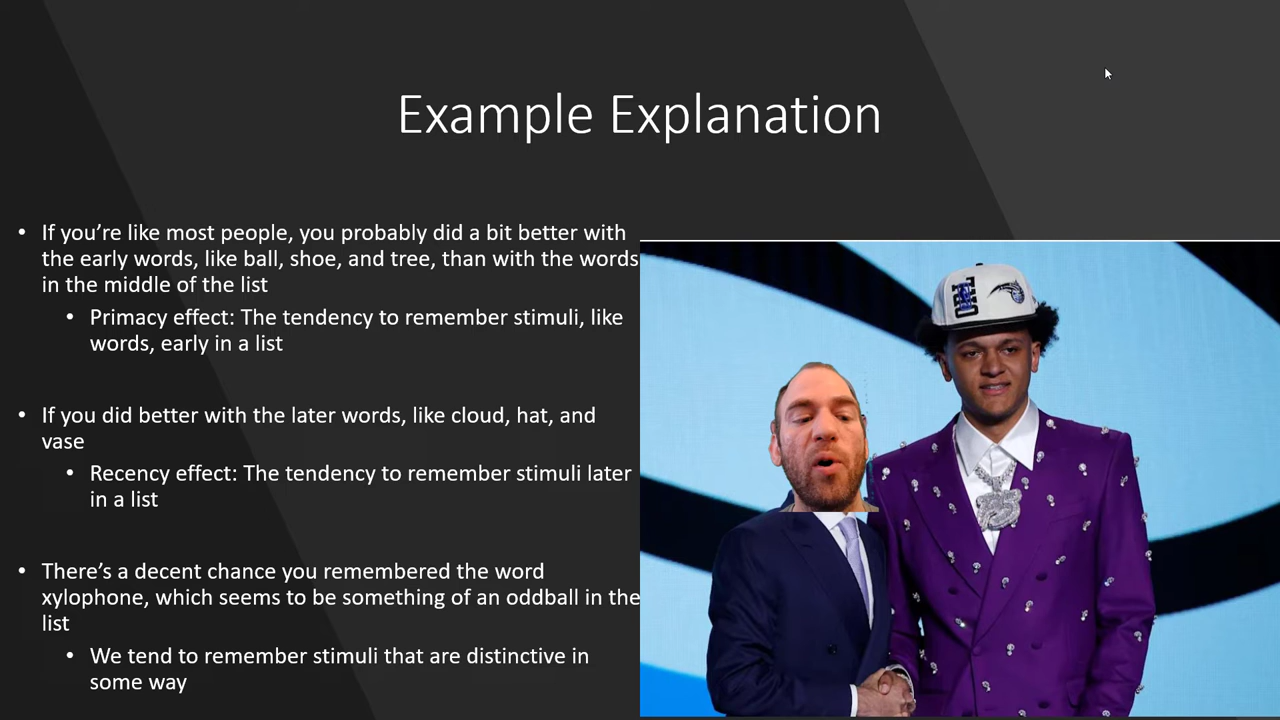 Example Explanation
• If you’re like most people, you probably did a bit better with
the early words, like ball, shoe, and tree, than with the words
in the middle of the list
• Primacy effect: The tendency to remember stimuli, like
words, early in a list
• If you did better with the later words, like cloud, hat, and
vase
• Recency effect: The tendency to remember stimuli later
in a list
• There’s a decent chance you remembered the word
xylophone, which seems to be something of an oddball in the
list
• We tend to remember stimuli that are distinctive in
some way